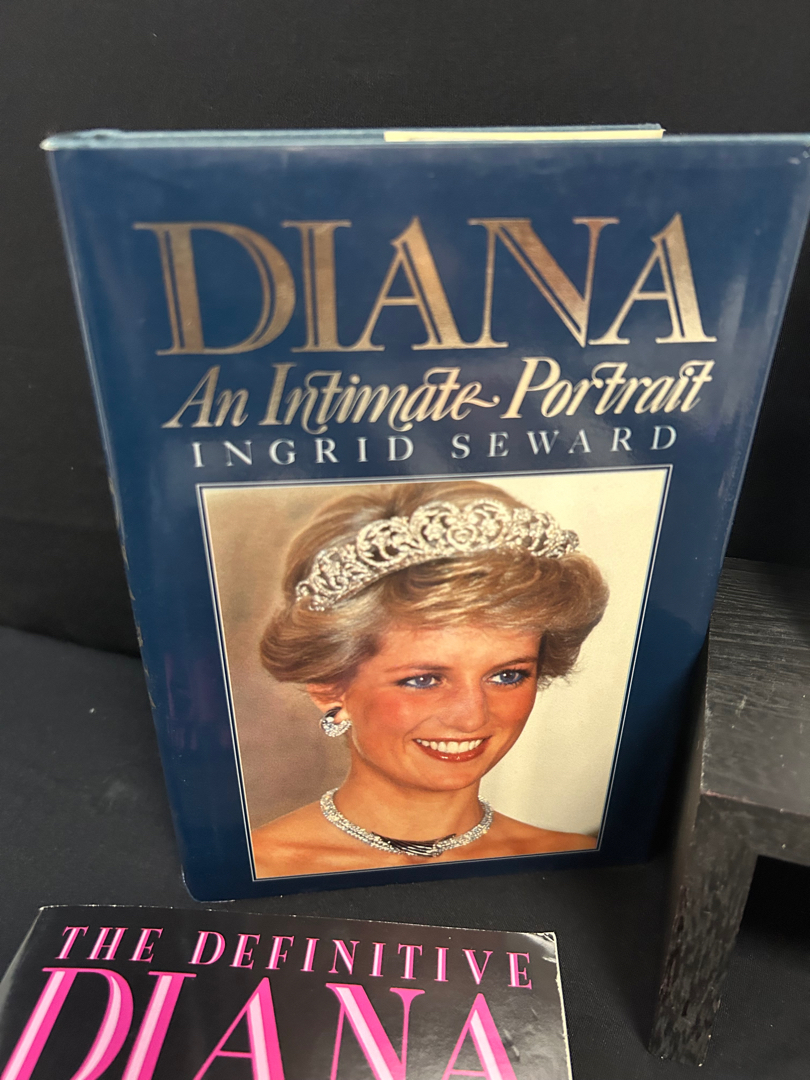 DIANA
An Intimate Portrait
INGRID SEWARD
THE DEFINITIVE
DIANA